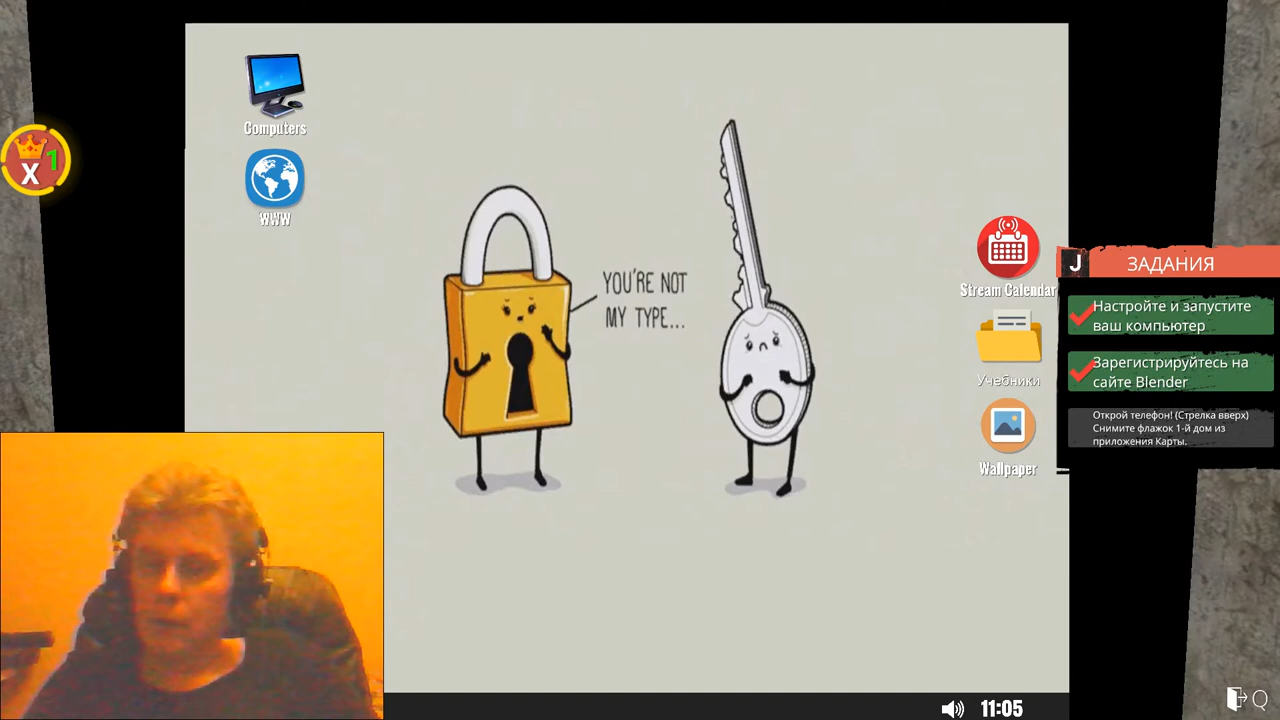 Computers
WWW
X 1
YOU'RE NOT
MY TYPE...
Stream Calendar
Учебники
Wallpaper
J ЗАДАНИЯ
Настройте и запустите
ваш компьютер
Зарегистрируйтесь на
сайте Blender
Открой телефон! (Стрелка вверх)
Снимите флажок 1-й дом из
приложения Карты.
11:05
Q